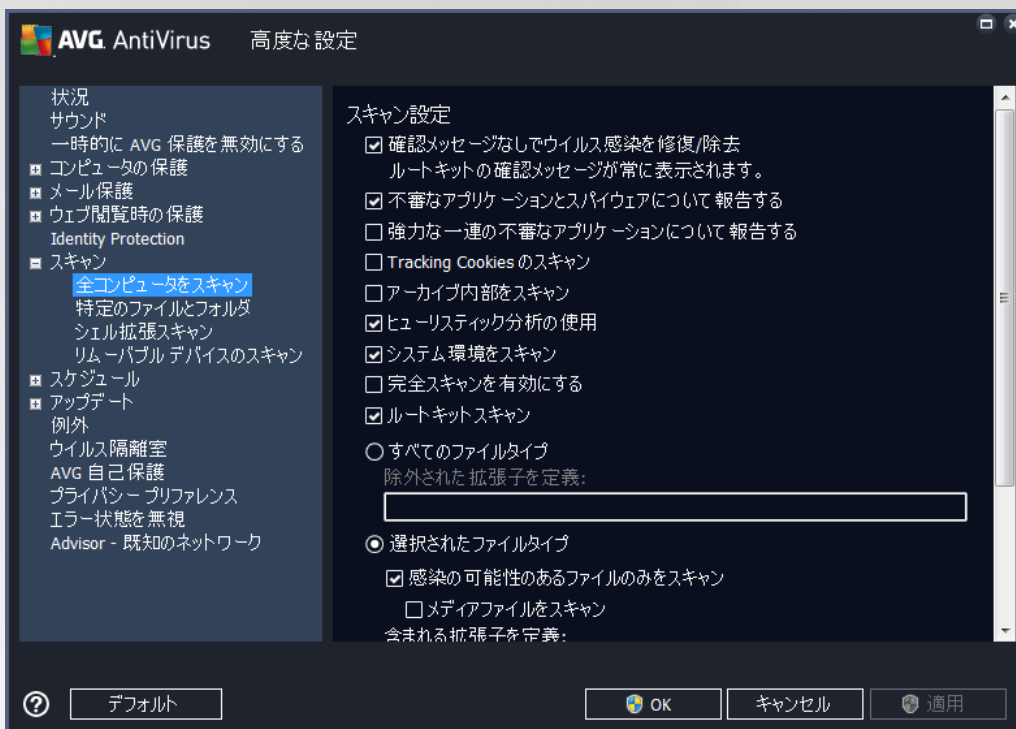 AVG. AntiVirus 高度な設定
状況
サウンド
一時的に AVG 保護を無効にする
コンピュータの保護
メール保護
ウェブ閲覧時の保護
Identity Protection
スキャン
全コンピュータをスキャン
特定のファイルとフォルダ
シェル拡張スキャン
リムーバブル デバイスのスキャン
スケジュール
アップデート
例外
ウイルス隔離室
AVG 自己保護
プライバシー プリファレンス
エラー状態を無視
Advisor - 既知のネットワーク
スキャン設定
確認メッセージなしでウイルス感染を修復/除去
ルートキットの確認メッセージが常に表示されます。
不審なアプリケーションとスパイウェアについて報告する
強力な一連の不審なアプリケーションについて報告する
Tracking Cookies のスキャン
アーカイブ内部をスキャン
ヒューリスティック分析の使用
システム環境をスキャン
完全スキャンを有効にする
ルートキットスキャン
すべてのファイルタイプ
除外された拡張子を定義:
選択されたファイルタイプ
感染の可能性のあるファイルのみをスキャン
メディアファイルをスキャン
含まれる拡張子を定義:
デフォルト
OK
キャンセル
適用